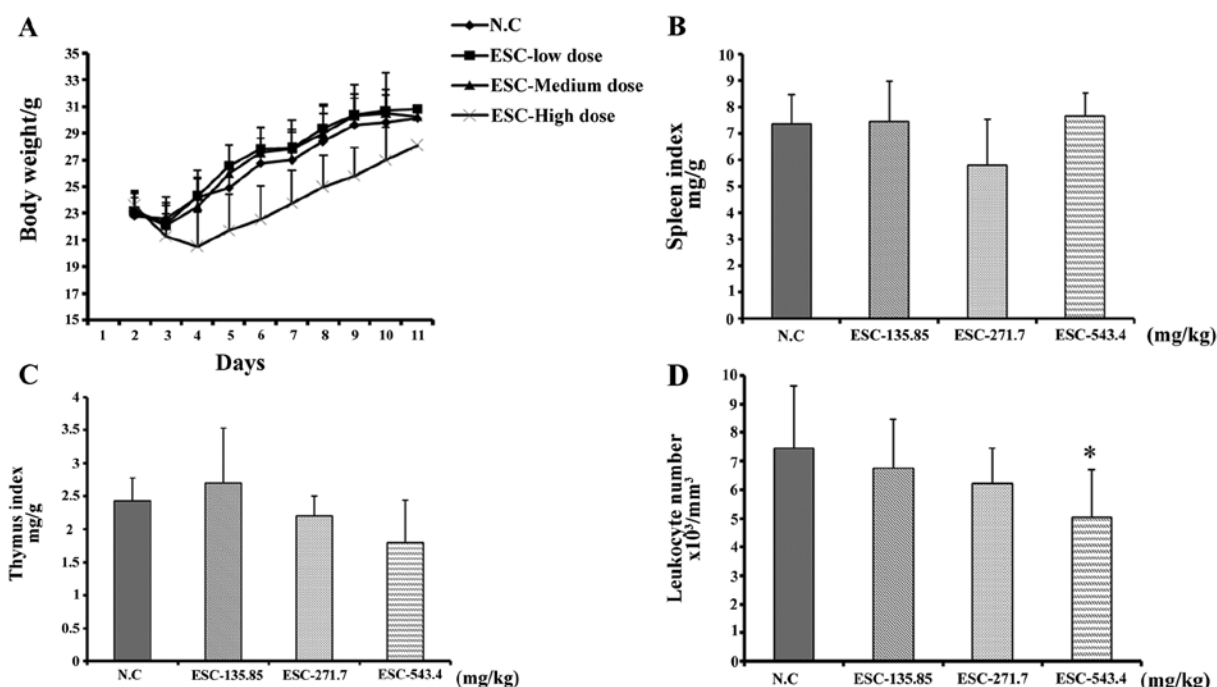 A
N.C
ESC-low dose
ESC-Medium dose
ESC-High dose
Body weight/g
35
33
31
29
27
25
23
21
19
17
15
1 2 3 4 5 6 7 8 9 10 11
Days
B
Spleen index
mg/g
10
9
8
7
6
5
4
3
2
1
0
N.C ESC-135.85 ESC-271.7 ESC-543.4 (mg/kg)
C
Thymus index
mg/g
4
3.5
3
2.5
2
1.5
1
0.5
0
N.C ESC-135.85 ESC-271.7 ESC-543.4 (mg/kg)
D
Leukocyte number
x10³/mm³
10
9
8
7
6
5
4
3
2
1
0
*
N.C ESC-135.85 ESC-271.7 ESC-543.4 (mg/kg)